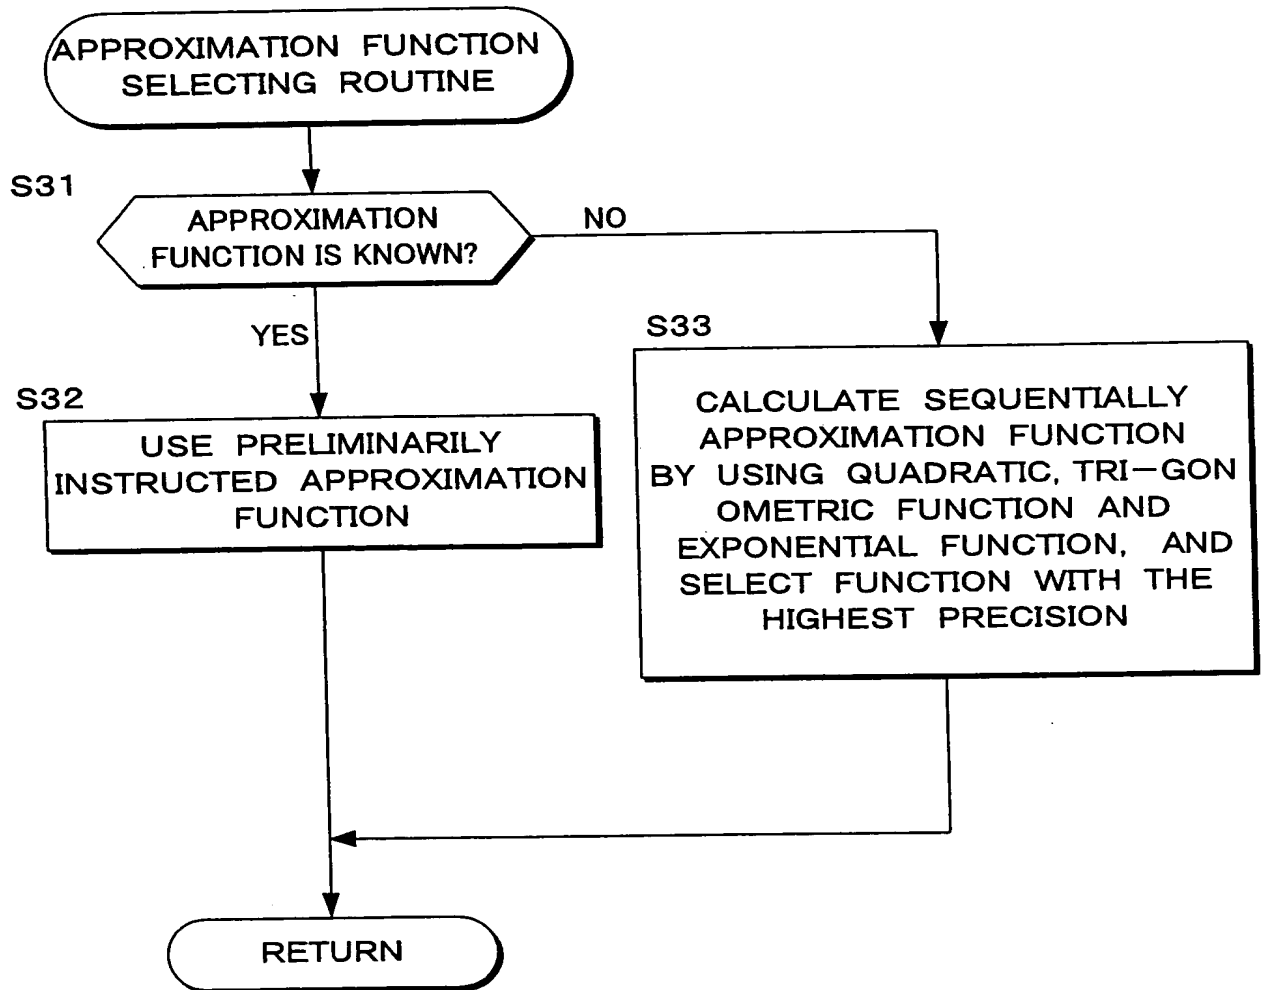 APPROXIMATION FUNCTION
SELECTING ROUTINE
S31
APPROXIMATION
FUNCTION IS KNOWN?
NO
YES
S32
USE PRELIMINARILY
INSTRUCTED APPROXIMATION
FUNCTION
S33
CALCULATE SEQUENTIALLY
APPROXIMATION FUNCTION
BY USING QUADRATIC, TRI-GON
OMETRIC FUNCTION AND
EXPONENTIAL FUNCTION, AND
SELECT FUNCTION WITH THE
HIGHEST PRECISION
RETURN